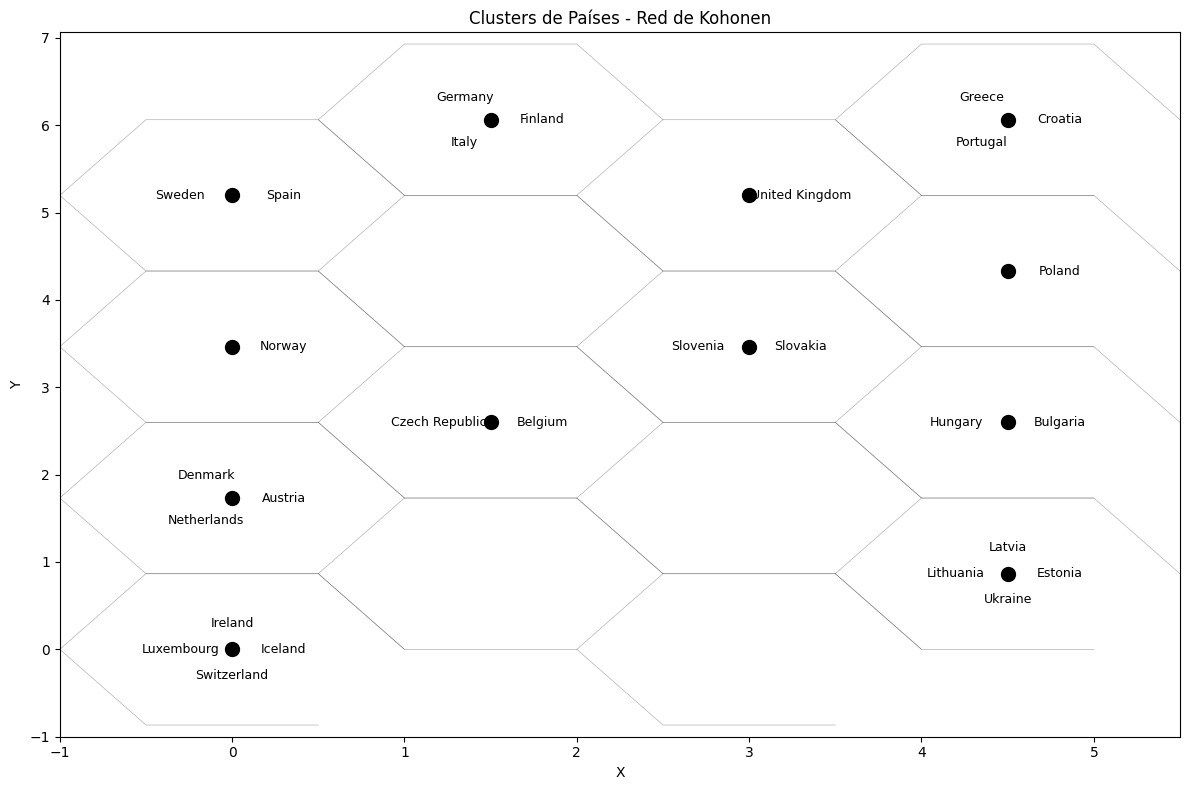 Clusters de Países - Red de Kohonen
7
6
5
4
3
2
1
0
−1
Y
Germany
Finland
Italy
Greece
Croatia
Portugal
Sweden
Spain
United Kingdom
Poland
Norway
Slovenia
Slovakia
Czech Republic
Belgium
Hungary
Bulgaria
Denmark
Austria
Netherlands
Latvia
Lithuania
Estonia
Ukraine
Ireland
Luxembourg
Iceland
Switzerland
−1
0
1
2
3
4
5
X